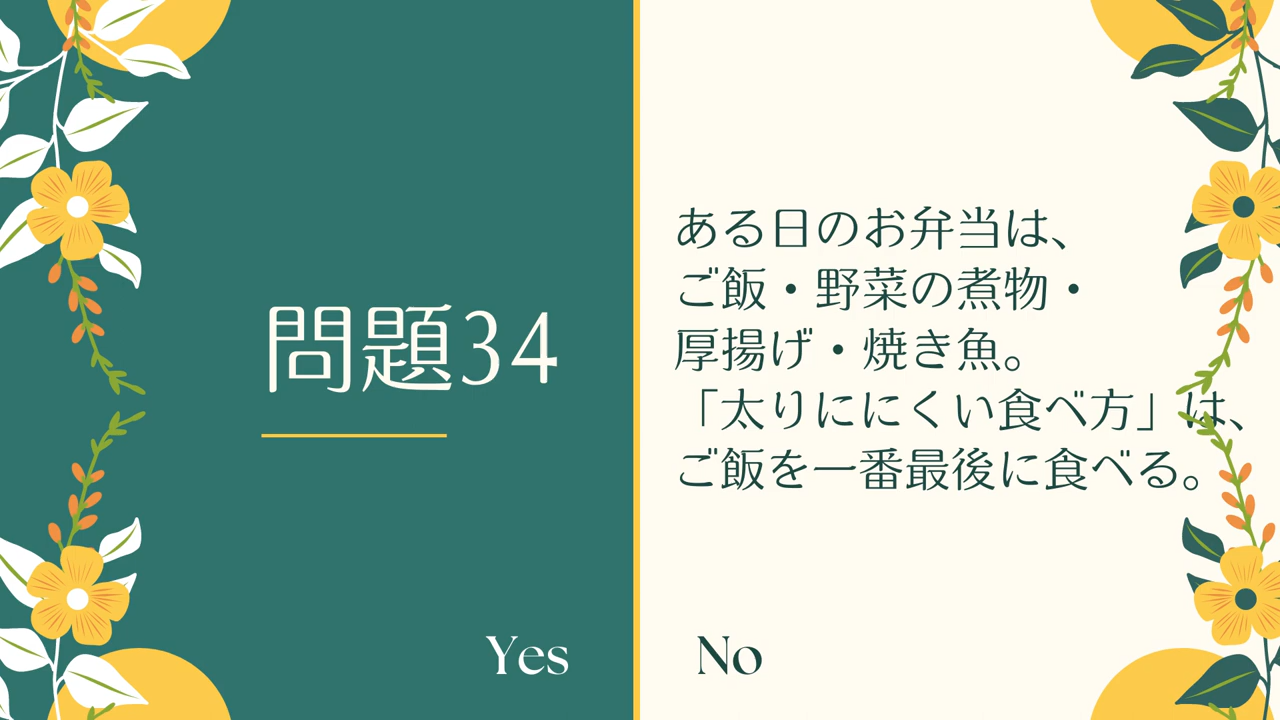 問題34
ある日のお弁当は、
ご飯・野菜の煮物・
厚揚げ・焼き魚。
「太りににくい食べ方」は、
ご飯を一番最後に食べる。
Yes
No